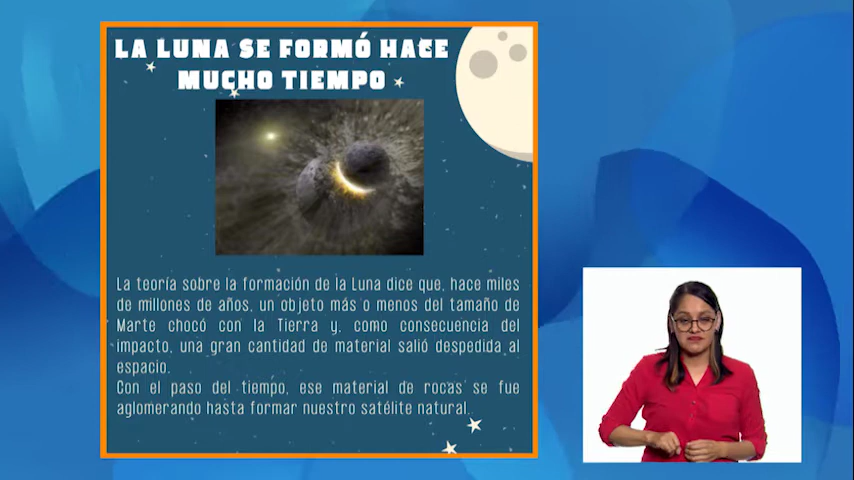 LA LUNA SE FORMÓ HACE
MUCHO TIEMPO
La teoría sobre la formación de la Luna dice que, hace miles
de millones de años, un objeto más o menos del tamaño de
Marte chocó con la Tierra y, como consecuencia del
impacto, una gran cantidad de material salió despedida al
espacio.
Con el paso del tiempo, ese material de rocas se fue
aglomerando hasta formar nuestro satélite natural.